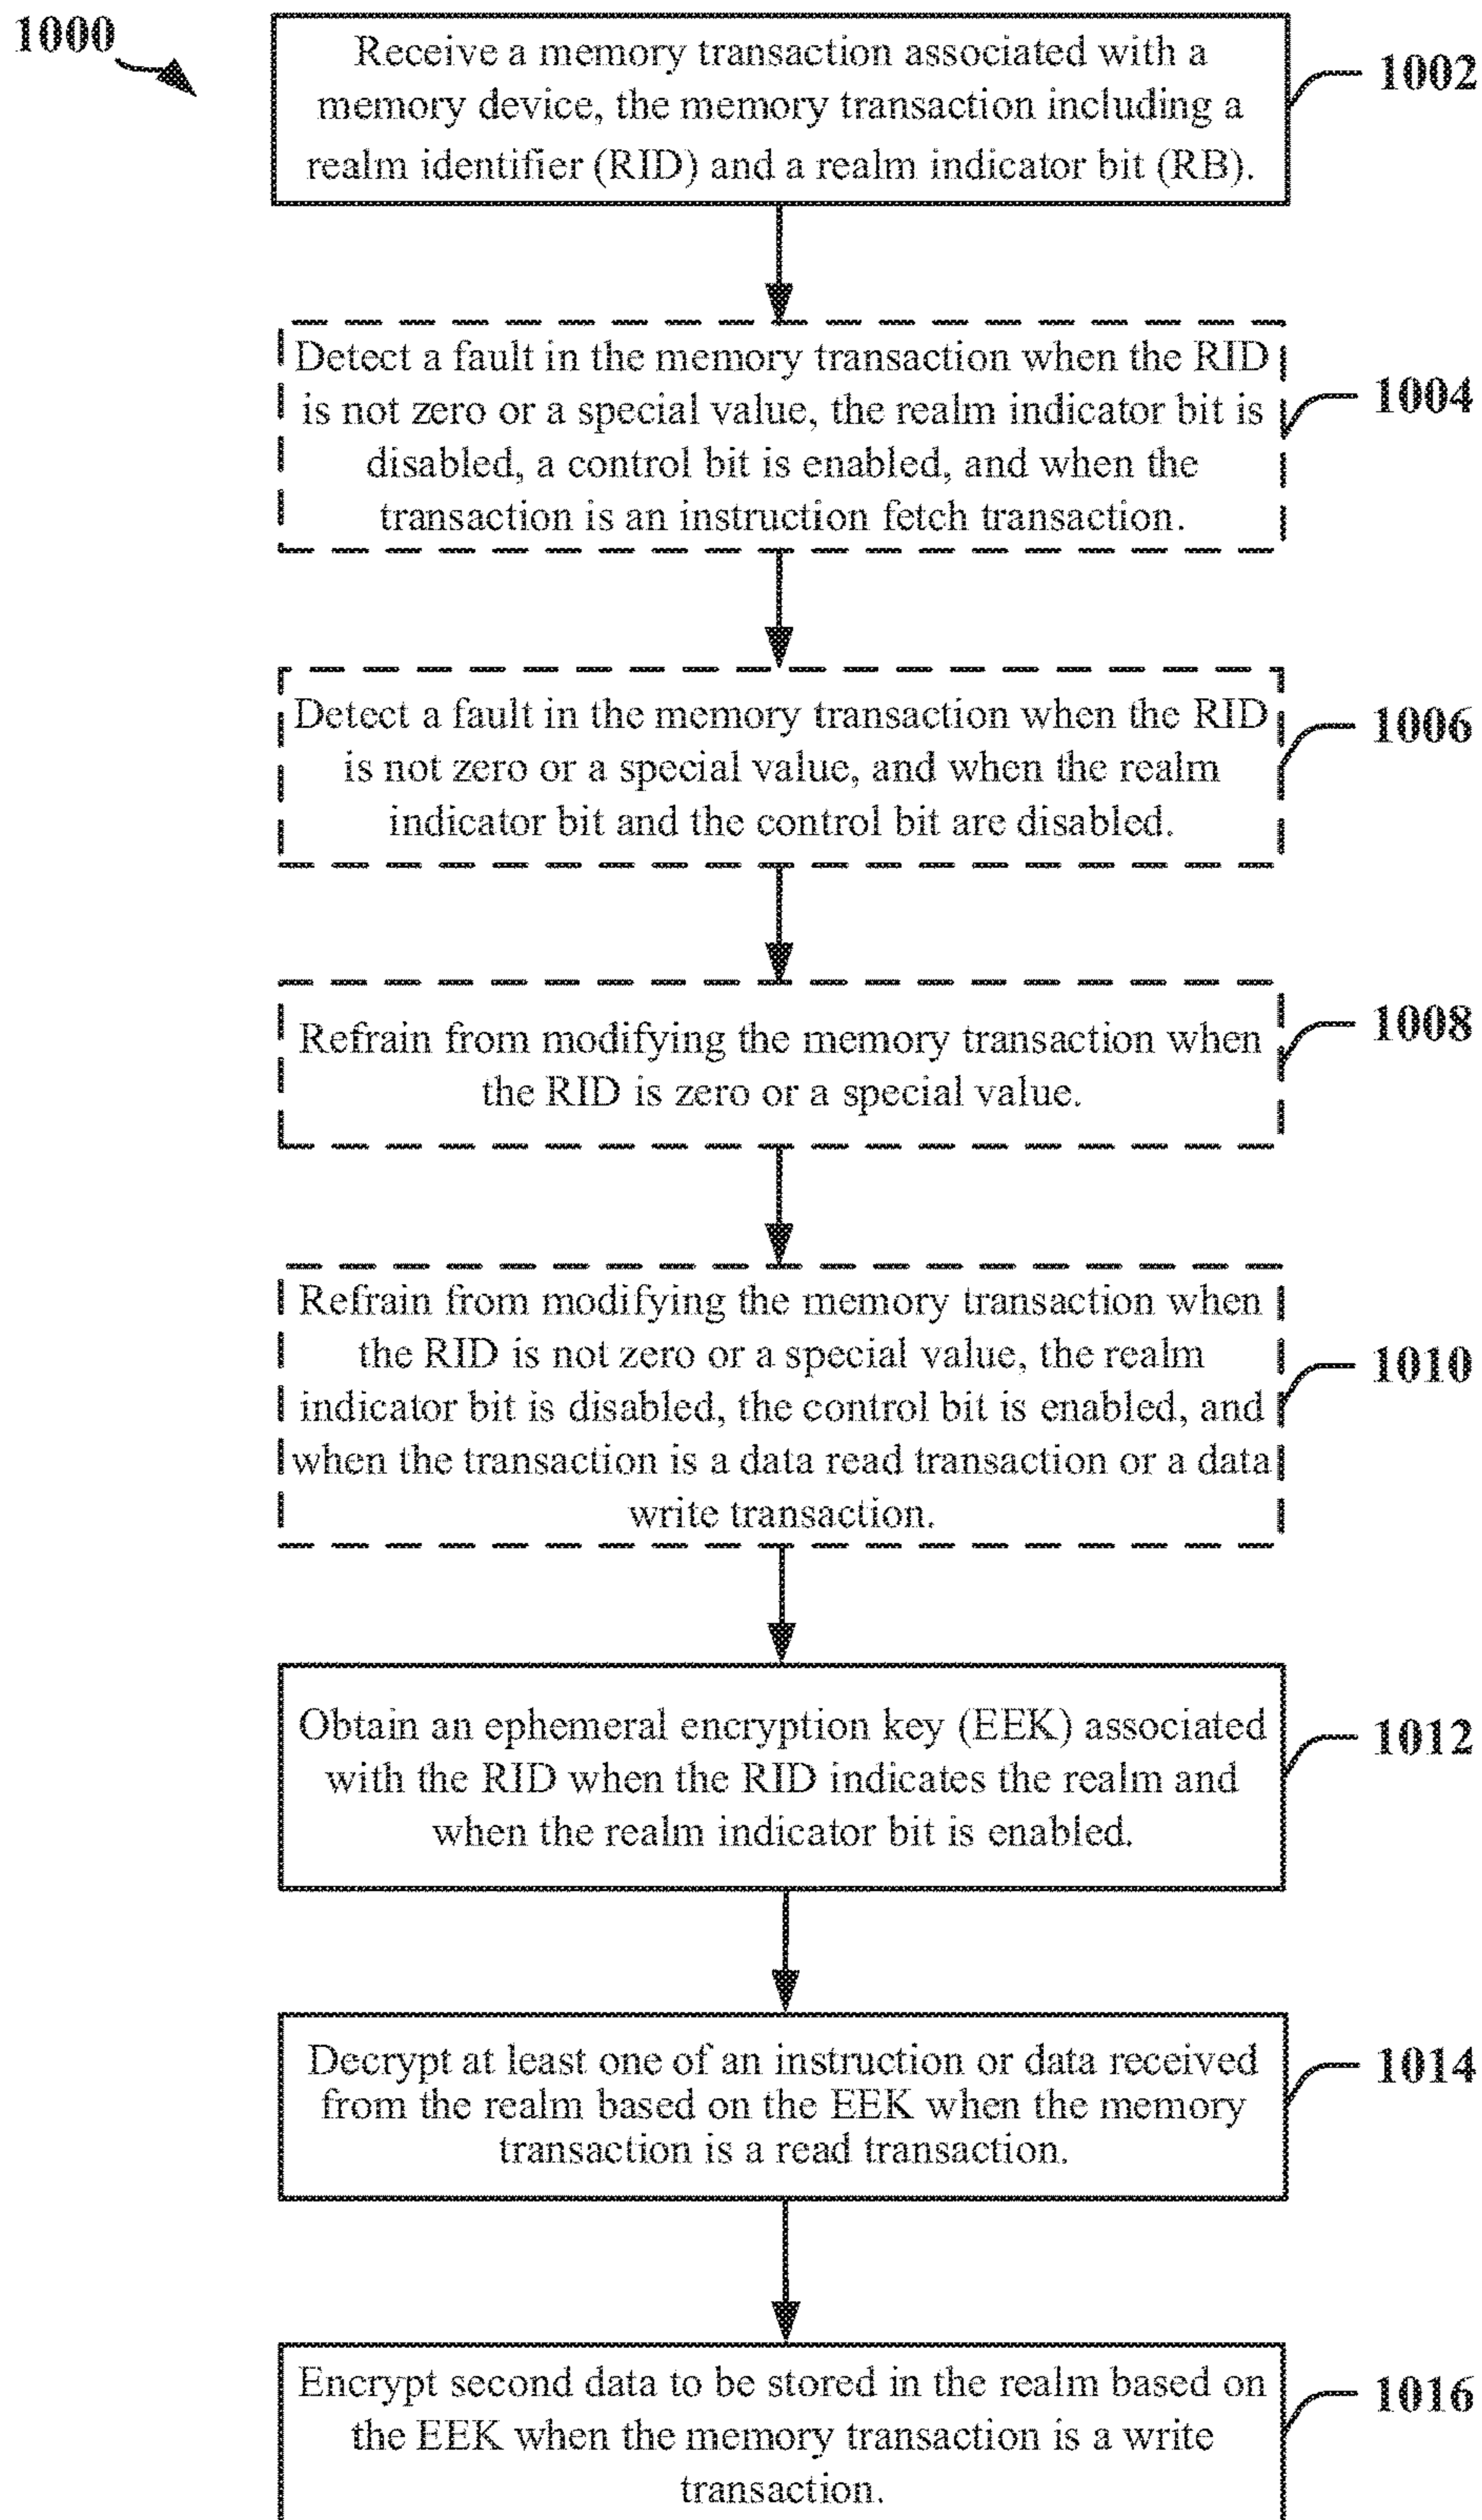 1000
Receive a memory transaction associated with a
memory device, the memory transaction including a
realm identifier (RID) and a realm indicator bit (RB).
1002
Detect a fault in the memory transaction when the RID
is not zero or a special value, the realm indicator bit is
disabled, a control bit is enabled, and when the
transaction is an instruction fetch transaction.
1004
Detect a fault in the memory transaction when the RID
is not zero or a special value, and when the realm
indicator bit and the control bit are disabled.
1006
Refrain from modifying the memory transaction when
the RID is zero or a special value.
1008
Refrain from modifying the memory transaction when
the RID is not zero or a special value, the realm
indicator bit is disabled, the control bit is enabled, and
when the transaction is a data read transaction or a data
write transaction.
1010
Obtain an ephemeral encryption key (EEK) associated
with the RID when the RID indicates the realm and
when the realm indicator bit is enabled.
1012
Decrypt at least one of an instruction or data received
from the realm based on the EEK when the memory
transaction is a read transaction.
1014
Encrypt second data to be stored in the realm based on
the EEK when the memory transaction is a write
transaction.
1016